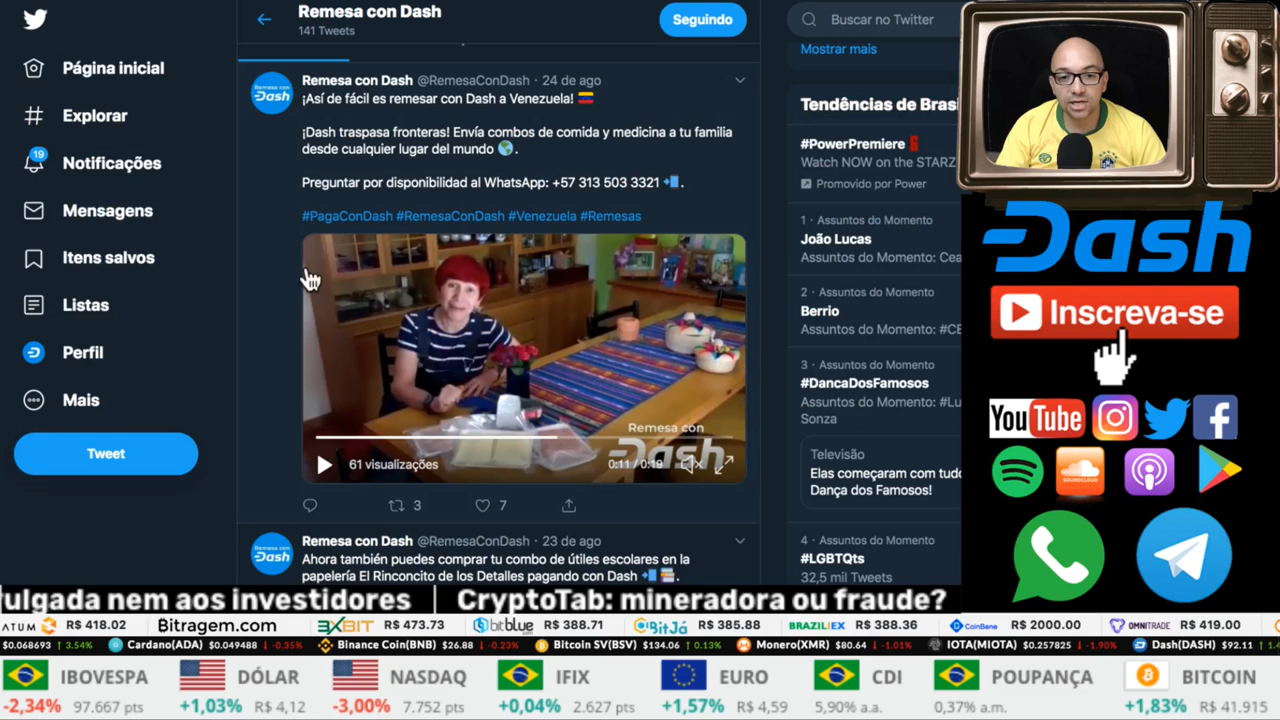 Remesa con Dash
141 Tweets
Seguindo
Buscar no Twitter
Mostrar mais
Página inicial
Explorar
19
Notificações
Mensagens
Itens salvos
Listas
Perfil
Mais
Tweet
Remesa con Dash @RemesaConDash · 24 de ago
¡Así de fácil es remesar con Dash a Venezuela!
¡Dash traspasa fronteras! Envía combos de comida y medicina a tu familia
desde cualquier lugar del mundo .
Preguntar por disponibilidad al WhatsApp: +57 313 503 3321 .
#PagaConDash #RemesaConDash #Venezuela #Remesas
Remesa con
Dash
61 visualizações
0:11 / 0:19
3
7
Remesa con Dash @RemesaConDash · 23 de ago
Ahora también puedes comprar tu combo de útiles escolares en la
papelería El Rinconcito de los Detalles pagando con Dash .
Tendências de Brasi
#PowerPremiere
Watch NOW on the STARZ
Promovido por Power
1 · Assuntos do Momento
João Lucas
Assuntos do Momento: Cea
2 · Assuntos do Momento
Berrio
Assuntos do Momento: #CE
3 · Assuntos do Momento
#DancaDosFamosos
Assuntos do Momento: #Lu
Sonza
Televisão
Elas começaram com tudo
Dança dos Famosos!
4 · Assuntos do Momento
#LGBTQts
32,5 mil Tweets
Dash
Inscreva-se
YouTube
SOUNDCLOUD
ulgada nem aos investidores | CryptoTab: mineradora ou fraude?
ATUM R$ 418.02 Bitragem.com 3XBIT R$ 473.73 bitblue R$ 388.71 BitJá R$ 385.88 BRAZILIEX R$ 388.36 CoinBene R$ 2000.00 OMNITRADE R$ 419.00
$0.068693 3.54% Cardano(ADA) $0.049488 -0.35% Binance Coin(BNB) $26.88 -0.23% Bitcoin SV(BSV) $134.06 0.13% Monero(XMR) $80.64 -1.01% IOTA(MIOTA) $0.257825 -1.90% Dash(DASH) $92.11 1.4
IBOVESPA DÓLAR NASDAQ IFIX EURO CDI POUPANÇA BITCOIN
-2,34% 97.667 pts +1,03% R$ 4,12 -3,00% 7.752 pts +0,04% 2.627 pts +1,57% R$ 4,59 5,90% a.a. 0,37% a.m. +1,83% R$ 41.915